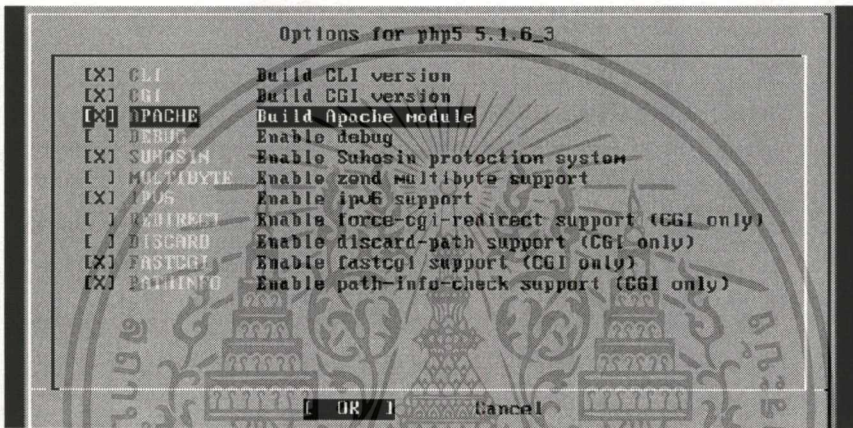 Options for php5 5.1.6_3
[X] CLI Build CLI version
[X] CGI Build CGI version
[X] APACHE Build Apache module
[ ] DEBUG Enable debug
[X] SUHOSIN Enable Suhosin protection system
[ ] MULTIBYTE Enable zend multibyte support
[X] IPV6 Enable ipv6 support
[ ] REDIRECT Enable force-cgi-redirect support (CGI only)
[ ] DISCARD Enable discard-path support (CGI only)
[X] FASTCGI Enable fastcgi support (CGI only)
[X] PATHINFO Enable path-info-check support (CGI only)
[ OK ] Cancel